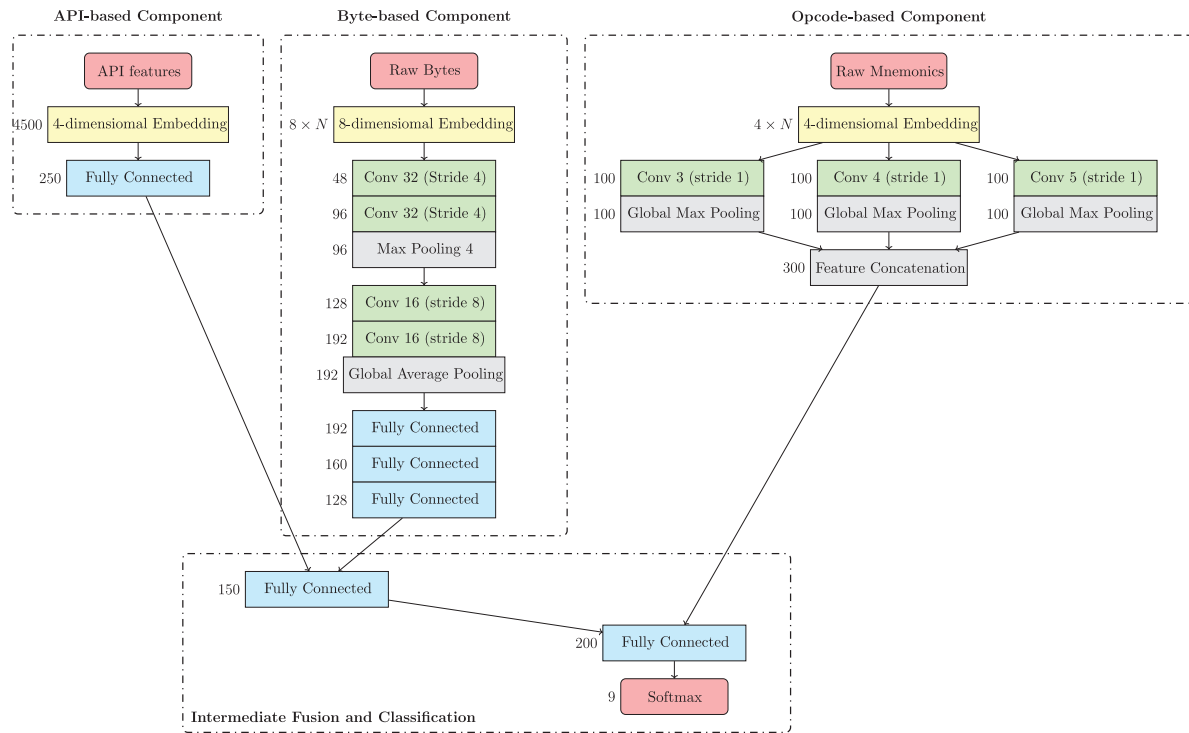 API-based Component
API features
4500 4-dimensiomal Embedding
250 Fully Connected
Byte-based Component
Raw Bytes
8 × N 8-dimensiomal Embedding
48 Conv 32 (Stride 4)
96 Conv 32 (Stride 4)
96 Max Pooling 4
128 Conv 16 (stride 8)
192 Conv 16 (stride 8)
192 Global Average Pooling
192 Fully Connected
160 Fully Connected
128 Fully Connected
Opcode-based Component
Raw Mnemonics
4 × N 4-dimensiomal Embedding
100 Conv 3 (stride 1) 100 Conv 4 (stride 1) 100 Conv 5 (stride 1)
100 Global Max Pooling 100 Global Max Pooling 100 Global Max Pooling
300 Feature Concatenation
150 Fully Connected
200 Fully Connected
9 Softmax
Intermediate Fusion and Classification